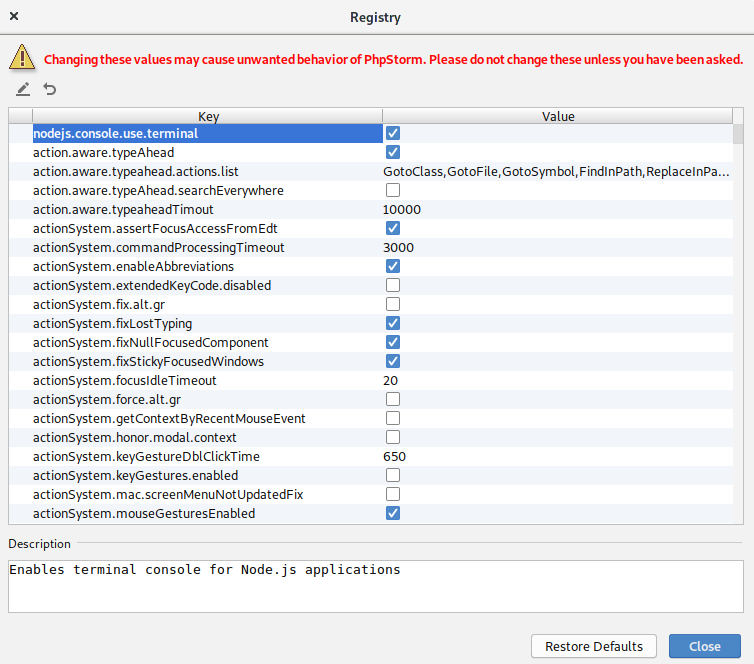 Registry
Changing these values may cause unwanted behavior of PhpStorm. Please do not change these unless you have been asked.
Key Value
nodejs.console.use.terminal
action.aware.typeAhead
action.aware.typeahead.actions.list GotoClass,GotoFile,GotoSymbol,FindInPath,ReplaceInPa...
action.aware.typeAhead.searchEverywhere
action.aware.typeaheadTimout 10000
actionSystem.assertFocusAccessFromEdt
actionSystem.commandProcessingTimeout 3000
actionSystem.enableAbbreviations
actionSystem.extendedKeyCode.disabled
actionSystem.fix.alt.gr
actionSystem.fixLostTyping
actionSystem.fixNullFocusedComponent
actionSystem.fixStickyFocusedWindows
actionSystem.focusIdleTimeout 20
actionSystem.force.alt.gr
actionSystem.getContextByRecentMouseEvent
actionSystem.honor.modal.context
actionSystem.keyGestureDblClickTime 650
actionSystem.keyGestures.enabled
actionSystem.mac.screenMenuNotUpdatedFix
actionSystem.mouseGesturesEnabled
Description
Enables terminal console for Node.js applications
Restore Defaults Close